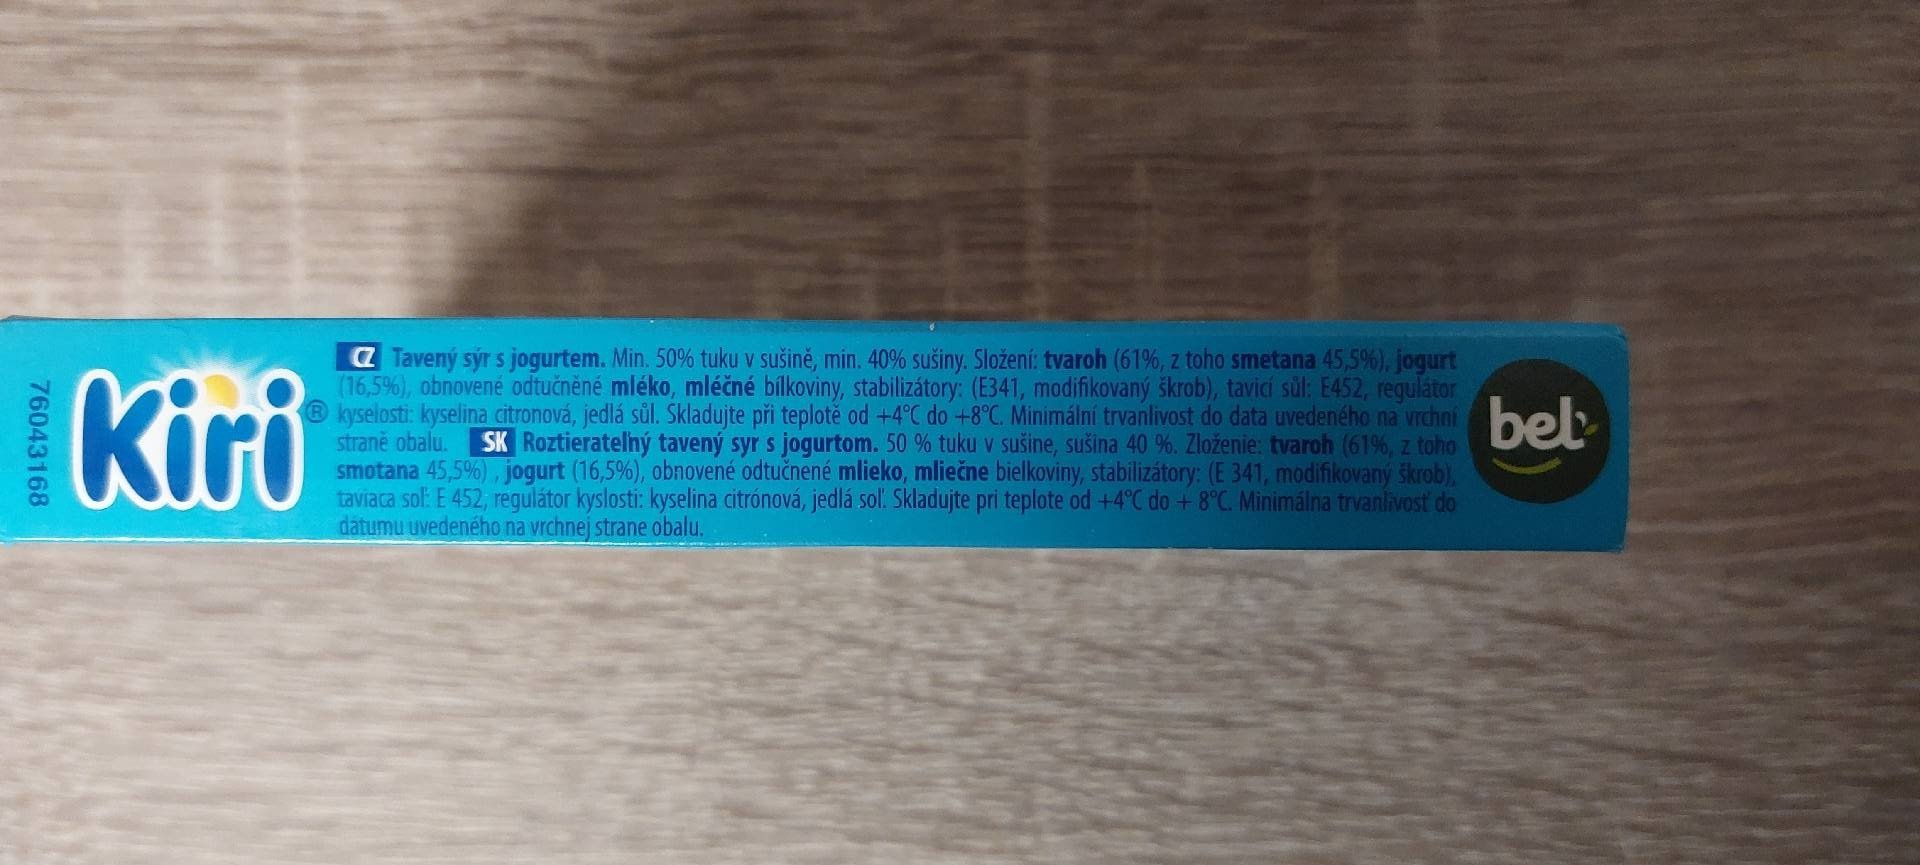 76043168
Kiri®
CZ Tavený sýr s jogurtem. Min. 50% tuku v sušině, min. 40% sušiny. Složení: tvaroh (61%, z toho smetana 45,5%), jogurt
(16,5%), obnovené odtučněné mléko, mléčné bílkoviny, stabilizátory: (E341, modifikovaný škrob), tavicí sůl: E452, regulátor
kyselosti: kyselina citronová, jedlá sůl. Skladujte při teplotě od +4°C do +8°C. Minimální trvanlivost do data uvedeného na vrchní
straně obalu. SK Roztierateľný tavený syr s jogurtom. 50 % tuku v sušine, sušina 40 %. Zloženie: tvaroh (61%, z toho
smotana 45,5%) , jogurt (16,5%), obnovené odtučnené mlieko, mliečne bielkoviny, stabilizátory: (E 341, modifikovaný škrob),
taviaca soľ: E 452, regulátor kyslosti: kyselina citrónová, jedlá soľ. Skladujte pri teplote od +4°C do + 8°C. Minimálna trvanlivosť do
dátumu uvedeného na vrchnej strane obalu.
bel